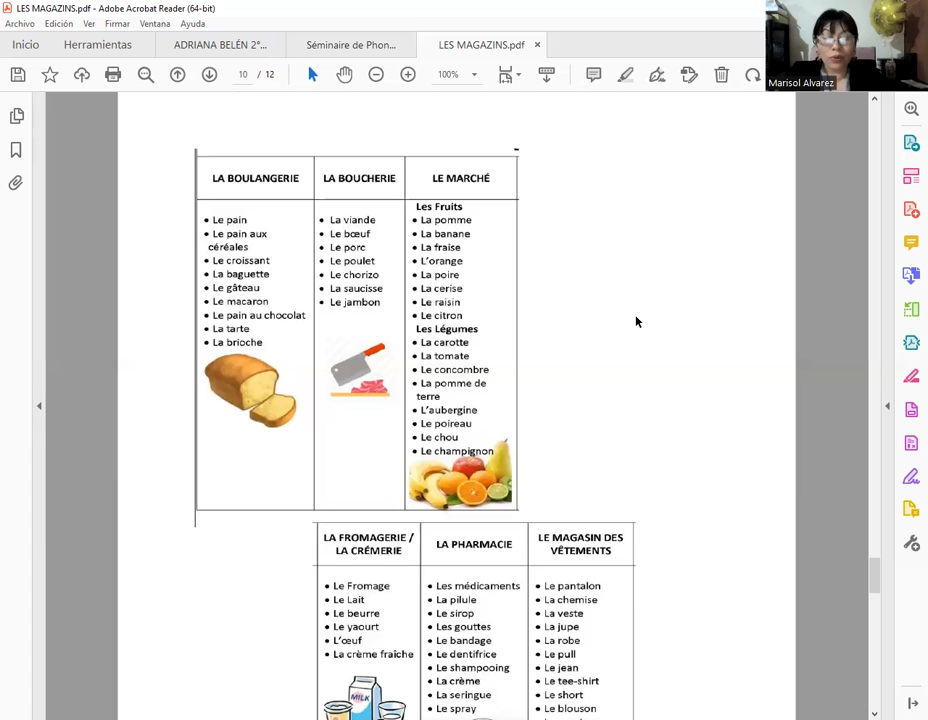 LES MAGAZINS.pdf - Adobe Acrobat Reader (64-bit)
Archivo Edición Ver Firmar Ventana Ayuda
Inicio Herramientas ADRIANA BELÉN 2°... Séminaire de Phon... LES MAGAZINS.pdf ×
10 / 12 100%
Marisol Alvarez
LA BOULANGERIE
• Le pain
• Le pain aux
céréales
• Le croissant
• La baguette
• Le gâteau
• Le macaron
• Le pain au chocolat
• La tarte
• La brioche
LA BOUCHERIE
• La viande
• Le bœuf
• Le porc
• Le poulet
• Le chorizo
• La saucisse
• Le jambon
LE MARCHÉ
Les Fruits
• La pomme
• La banane
• La fraise
• L'orange
• La poire
• La cerise
• Le raisin
• Le citron
Les Légumes
• La carotte
• La tomate
• Le concombre
• La pomme de
terre
• L'aubergine
• Le poireau
• Le chou
• Le champignon
LA FROMAGERIE /
LA CRÉMERIE
• Le Fromage
• Le Lait
• Le beurre
• Le yaourt
• L'œuf
• La crème fraîche
MILK
LA PHARMACIE
• Les médicaments
• La pilule
• Le sirop
• Les gouttes
• Le bandage
• Le dentifrice
• Le shampooing
• La crème
• La seringue
• Le spray
LE MAGASIN DES
VÊTEMENTS
• Le pantalon
• La chemise
• La veste
• La jupe
• La robe
• Le pull
• Le jean
• Le tee-shirt
• Le short
• Le blouson